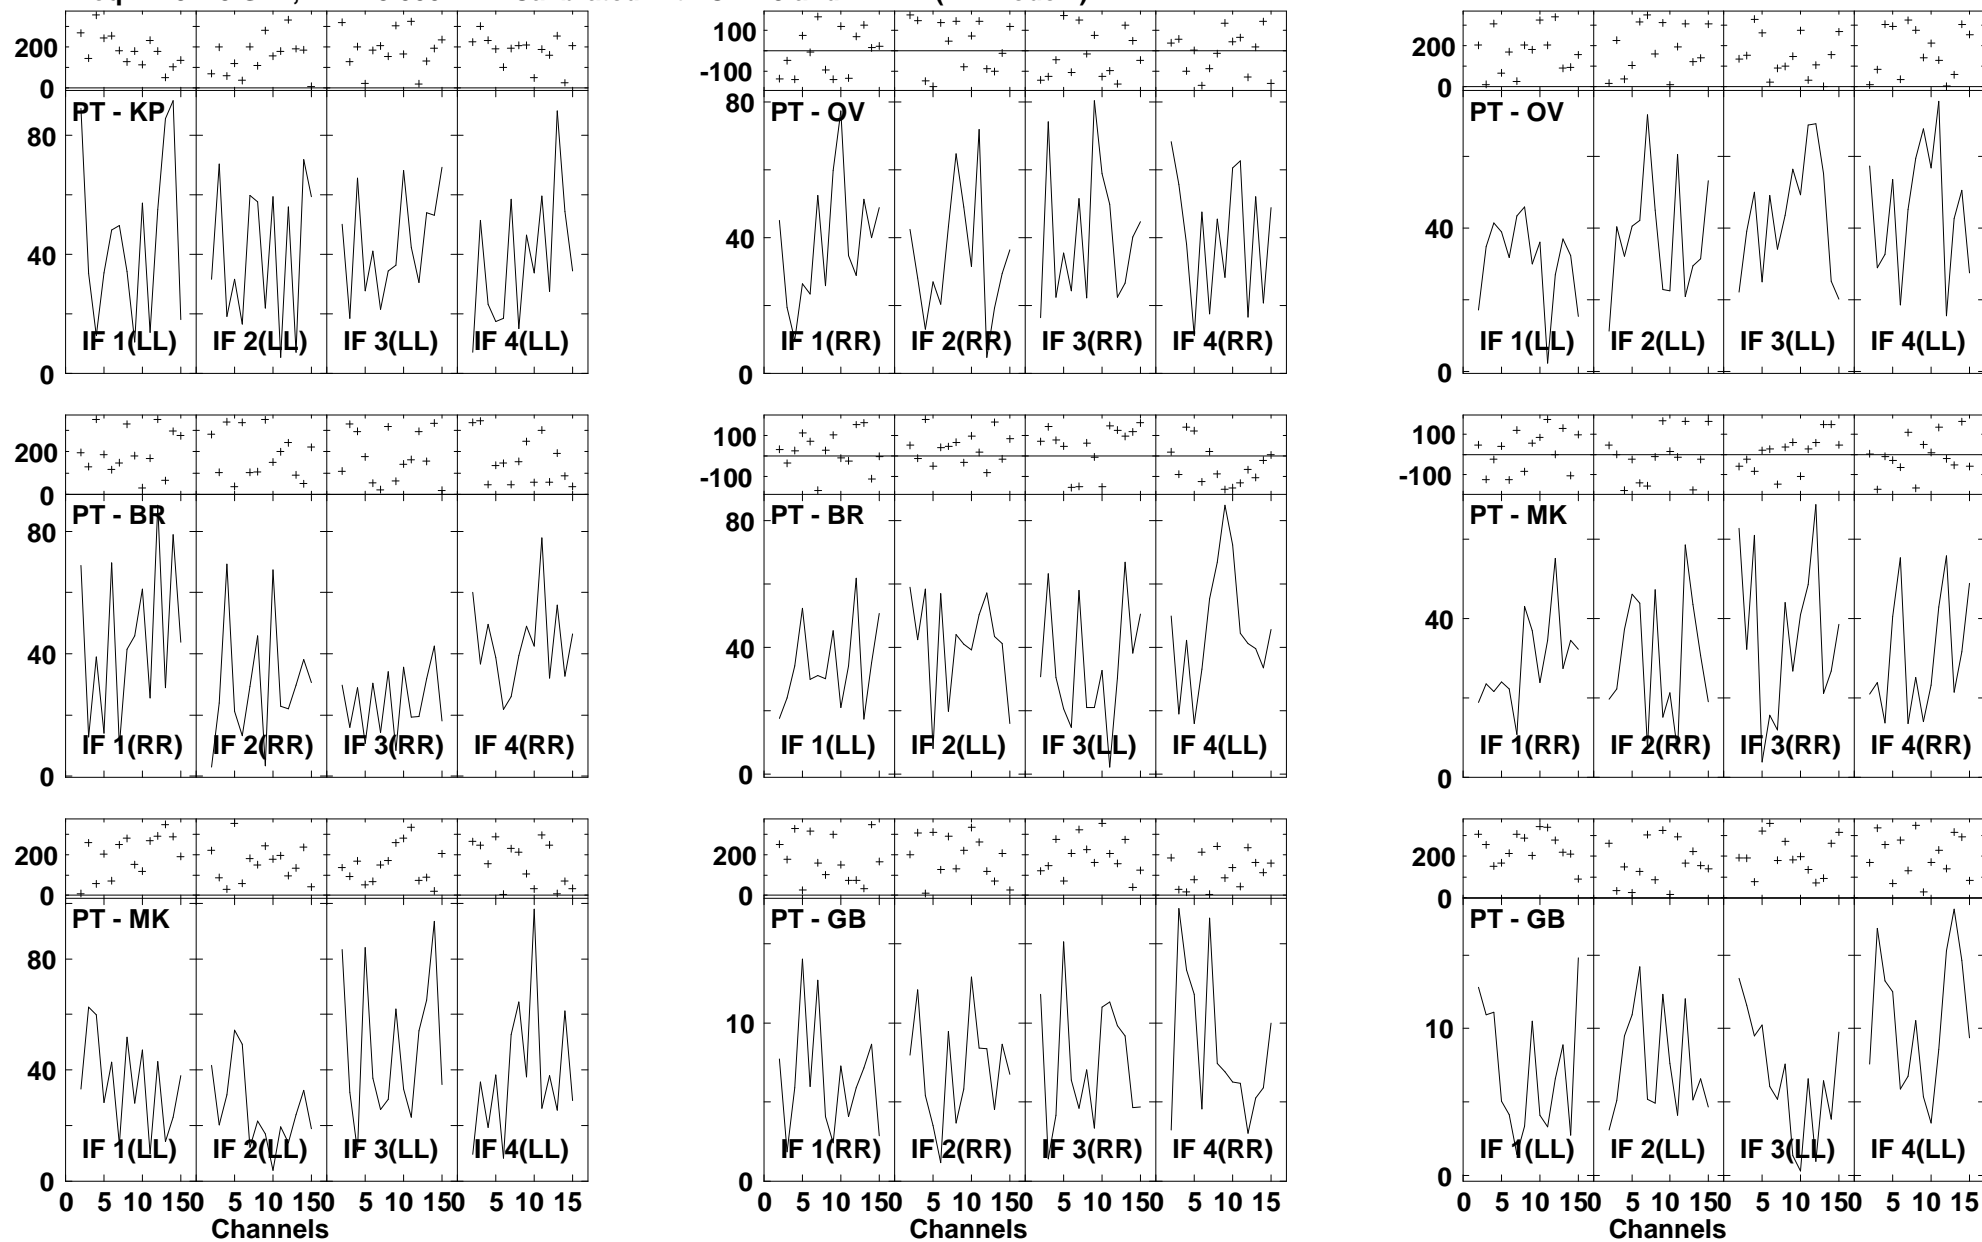 200
0
PT - KP
80
40
0
IF 1(LL) IF 2(LL) IF 3(LL) IF 4(LL)
100
-100
PT - OV
80
40
0
IF 1(RR) IF 2(RR) IF 3(RR) IF 4(RR)
200
0
PT - OV
40
0
IF 1(LL) IF 2(LL) IF 3(LL) IF 4(LL)
200
0
PT - BR
80
40
0
IF 1(RR) IF 2(RR) IF 3(RR) IF 4(RR)
100
-100
PT - BR
80
40
0
IF 1(LL) IF 2(LL) IF 3(LL) IF 4(LL)
100
-100
PT - MK
40
0
IF 1(RR) IF 2(RR) IF 3(RR) IF 4(RR)
200
0
PT - MK
80
40
0
IF 1(LL) IF 2(LL) IF 3(LL) IF 4(LL)
0 5 10 150 5 10 150 5 10 150 5 10 15
Channels
200
0
PT - GB
10
0
IF 1(RR) IF 2(RR) IF 3(RR) IF 4(RR)
0 5 10 150 5 10 150 5 10 150 5 10 15
Channels
200
0
PT - GB
10
0
IF 1(LL) IF 2(LL) IF 3(LL) IF 4(LL)
0 5 10 150 5 10 150 5 10 150 5 10 15
Channels